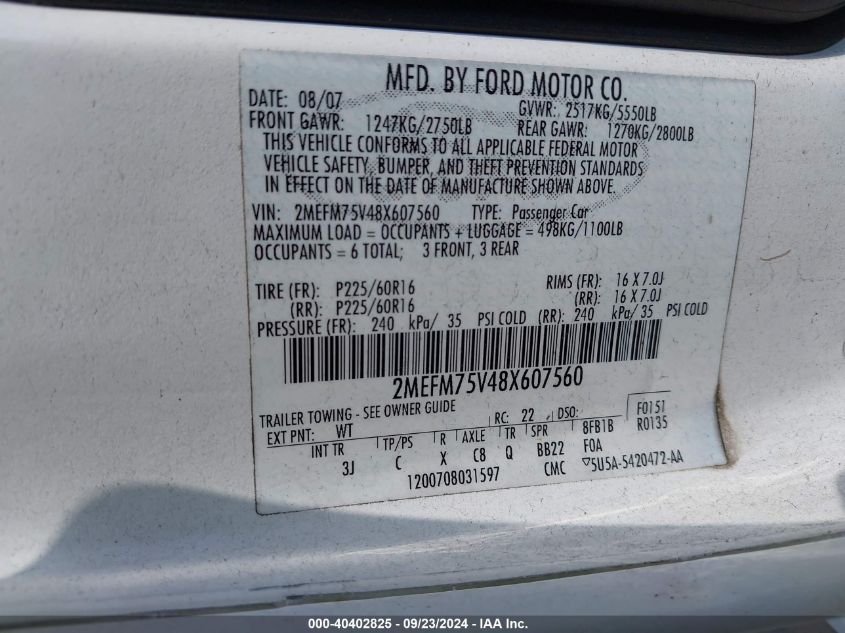 MFD. BY FORD MOTOR CO.
DATE: 08/07 GVWR: 2517KG/5550LB
FRONT GAWR: 1247KG/2750LB REAR GAWR: 1270KG/2800LB
THIS VEHICLE CONFORMS TO ALL APPLICABLE FEDERAL MOTOR
VEHICLE SAFETY, BUMPER, AND THEFT PREVENTION STANDARDS
IN EFFECT ON THE DATE OF MANUFACTURE SHOWN ABOVE.
VIN: 2MEFM75V48X607560 TYPE: Passenger Car
MAXIMUM LOAD = OCCUPANTS + LUGGAGE = 498KG/1100LB
OCCUPANTS = 6 TOTAL; 3 FRONT, 3 REAR
TIRE (FR): P225/60R16 RIMS (FR): 16 X 7.0J
(RR): P225/60R16 (RR): 16 X 7.0J
PRESSURE (FR): 240 kPa/ 35 PSI COLD (RR): 240 kPa/ 35 PSI COLD
2MEFM75V48X607560
TRAILER TOWING - SEE OWNER GUIDE RC: 22 DSO: F0151
EXT PNT: WT R0135
INT TR TP/PS R AXLE TR SPR 8FB1B
3J C X C8 Q BB22 FOA
1200708031597 CMC ▽5U5A-5420472-AA
000-40402825 - 09/23/2024 - IAA Inc.